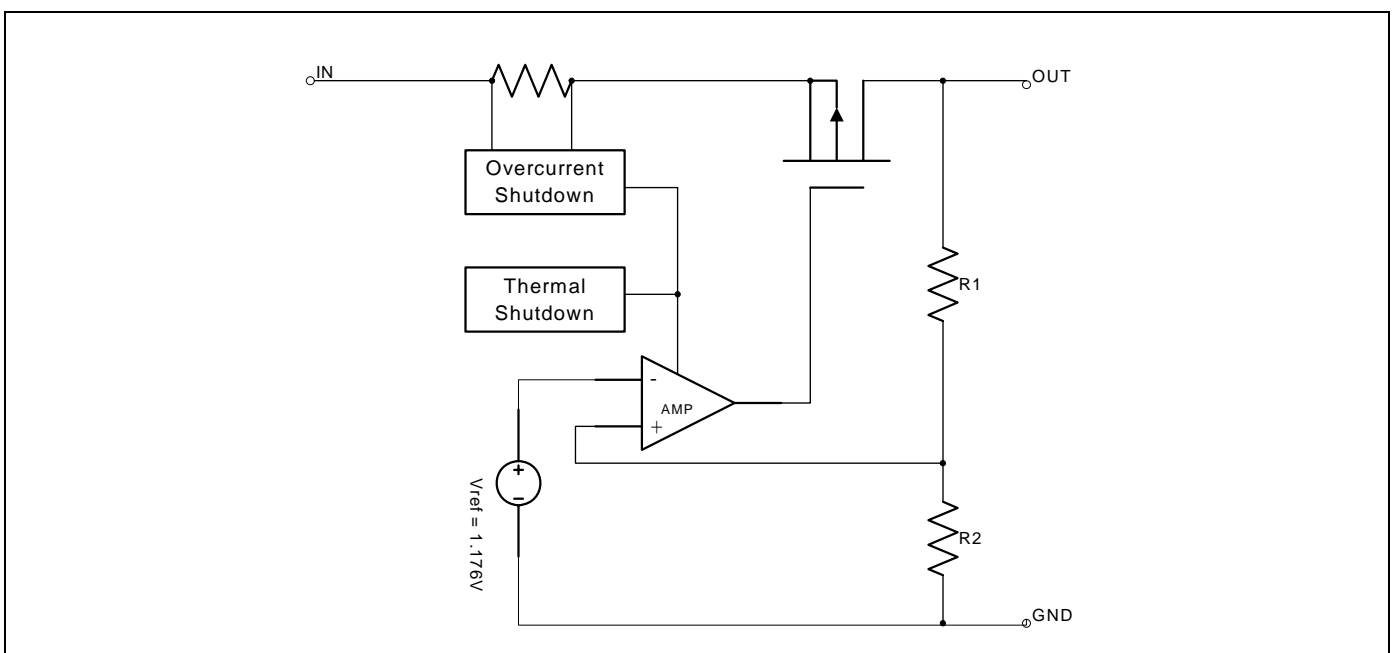 IN
OUT
Overcurrent
Shutdown
Thermal
Shutdown
R1
-
AMP
+
+
−
Vref = 1.176V
R2
GND